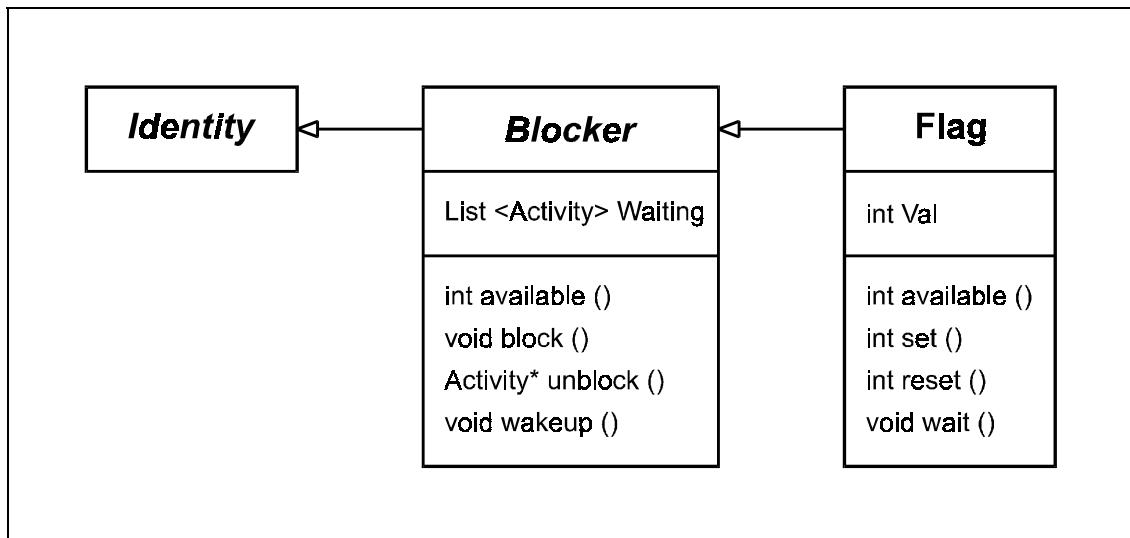 Identity
Blocker
List <Activity> Waiting
int available ()
void block ()
Activity* unblock ()
void wakeup ()
Flag
int Val
int available ()
int set ()
int reset ()
void wait ()